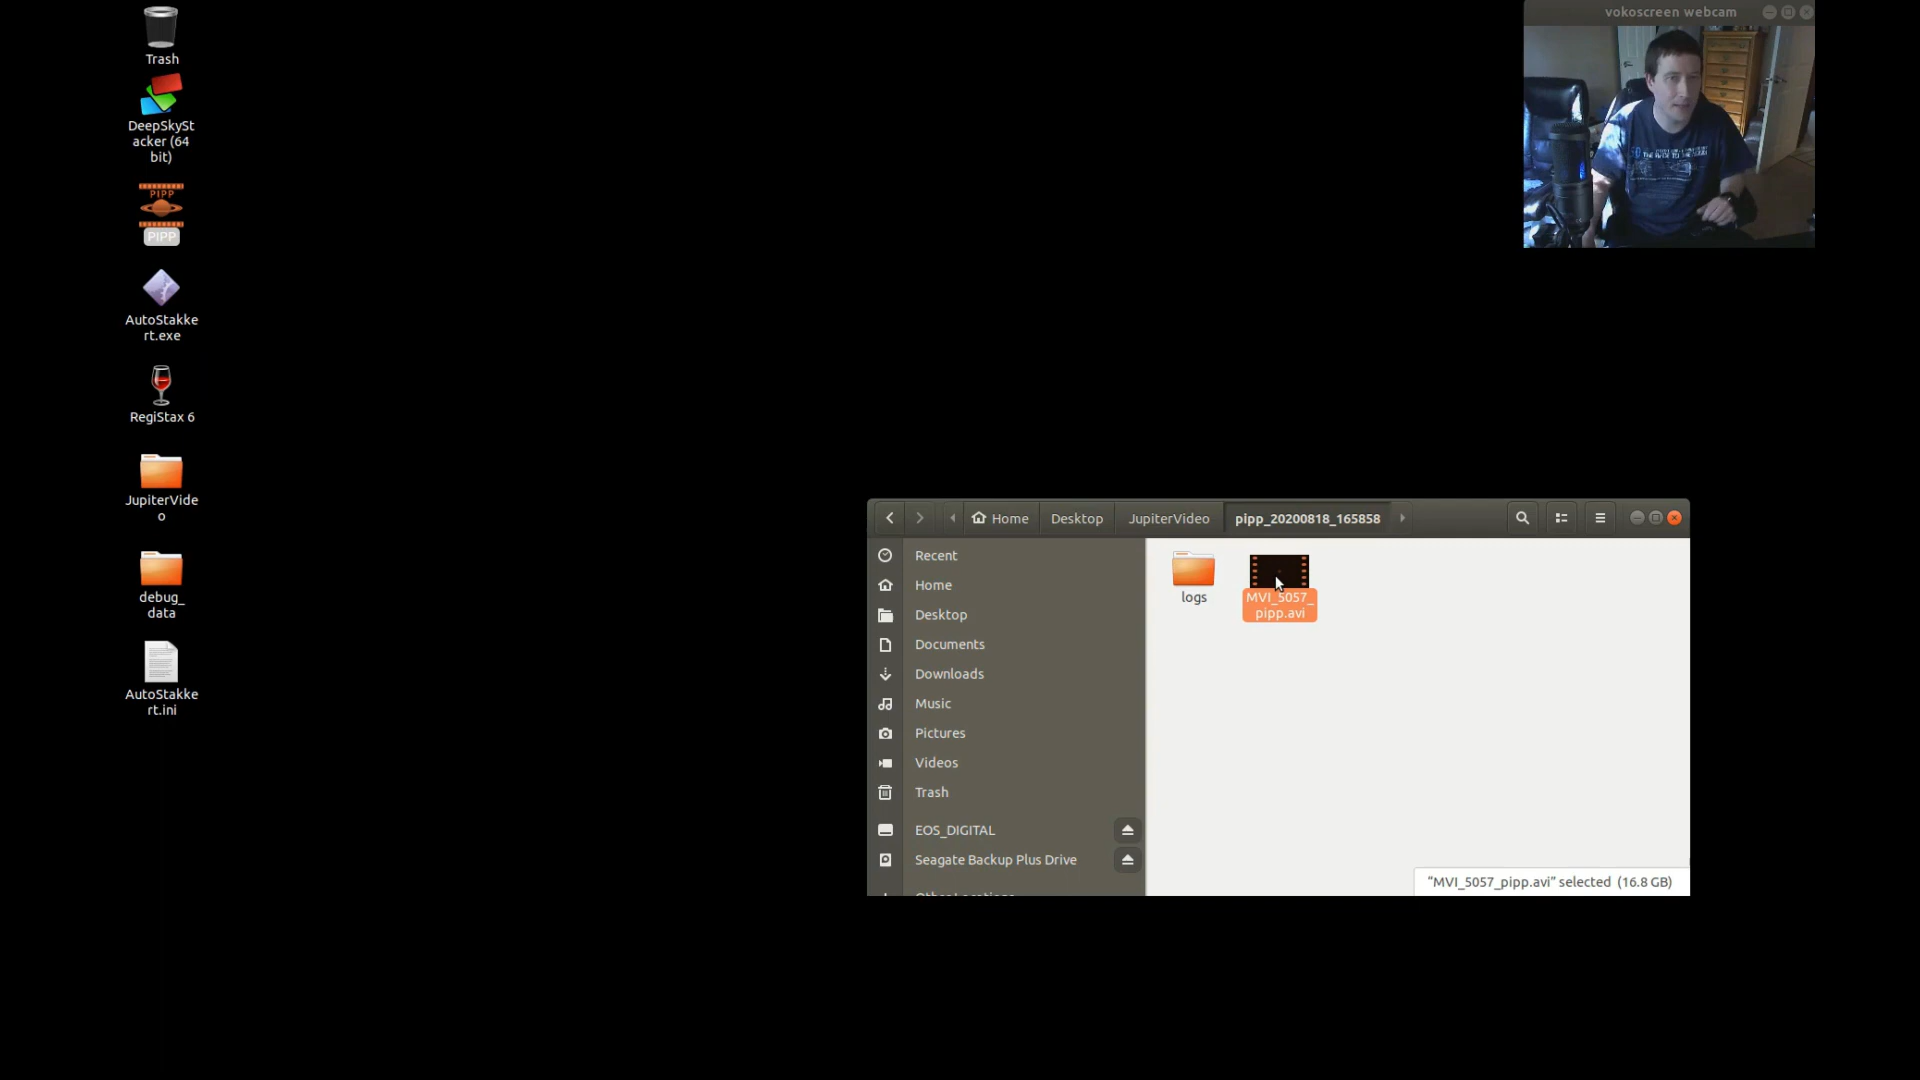 vokoscreen webcam
Trash
DeepSkySt
acker (64
bit)
PIPP
PIPP
AutoStakke
rt.exe
RegiStax 6
JupiterVide
o
debug_
data
AutoStakke
rt.ini
Home
Desktop
JupiterVideo
pipp_20200818_165858
Recent
Home
Desktop
Documents
Downloads
Music
Pictures
Videos
Trash
EOS_DIGITAL
Seagate Backup Plus Drive
Other Locations
logs
MVI_5057_
pipp.avi
“MVI_5057_pipp.avi” selected (16.8 GB)